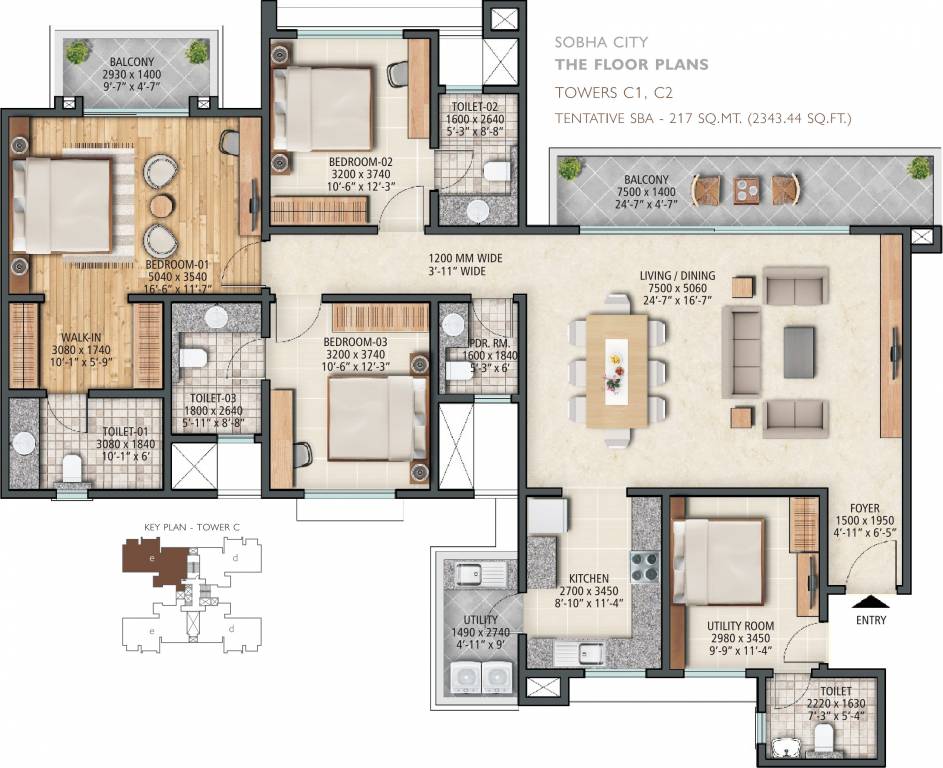 SOBHA CITY
THE FLOOR PLANS
TOWERS C1, C2
TENTATIVE SBA - 217 SQ.MT. (2343.44 SQ.FT.)
BALCONY
2930 x 1400
9'-7" x 4'-7"
BEDROOM-02
3200 x 3740
10'-6" x 12'-3"
TOILET-02
1600 x 2640
5'-3" x 8'-8"
BALCONY
7500 x 1400
24'-7" x 4'-7"
BEDROOM-01
5040 x 3540
16'-6" x 11'-7"
1200 MM WIDE
3'-11" WIDE
LIVING / DINING
7500 x 5060
24'-7" x 16'-7"
WALK-IN
3080 x 1740
10'-1" x 5'-9"
BEDROOM-03
3200 x 3740
10'-6" x 12'-3"
PDR. RM.
1600 x 1840
5'-3" x 6'
TOILET-03
1800 x 2640
5'-11" x 8'-8"
TOILET-01
3080 x 1840
10'-1" x 6'
FOYER
1500 x 1950
4'-11" x 6'-5"
KEY PLAN - TOWER C
e
d
e
d
KITCHEN
2700 x 3450
8'-10" x 11'-4"
UTILITY
1490 x 2740
4'-11" x 9'
UTILITY ROOM
2980 x 3450
9'-9" x 11'-4"
ENTRY
TOILET
2220 x 1630
7'-3" x 5'-4"